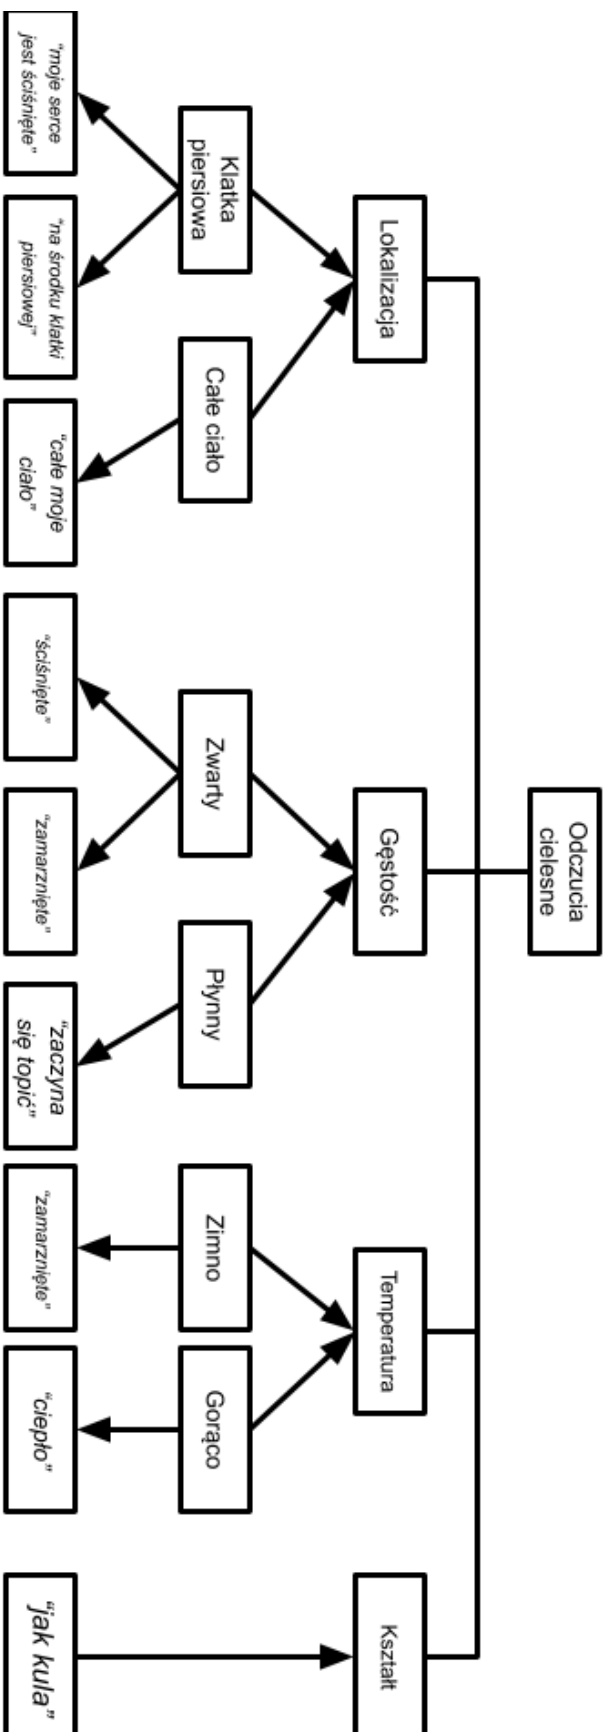 Odczucia
cielesne
Lokalizacja
Gęstość
Temperatura
Kształt
Klatka
piersiowa
Całe ciało
Zwarty
Płynny
Zimno
Gorąco
“moje serce
jest ściśnięte”
“na środku klatki
piersiowej”
“całe moje
ciało”
“ściśnięte”
“zamarznięte”
“zaczyna
się topić”
“zamarznięte”
“ciepło”
“jak kula”